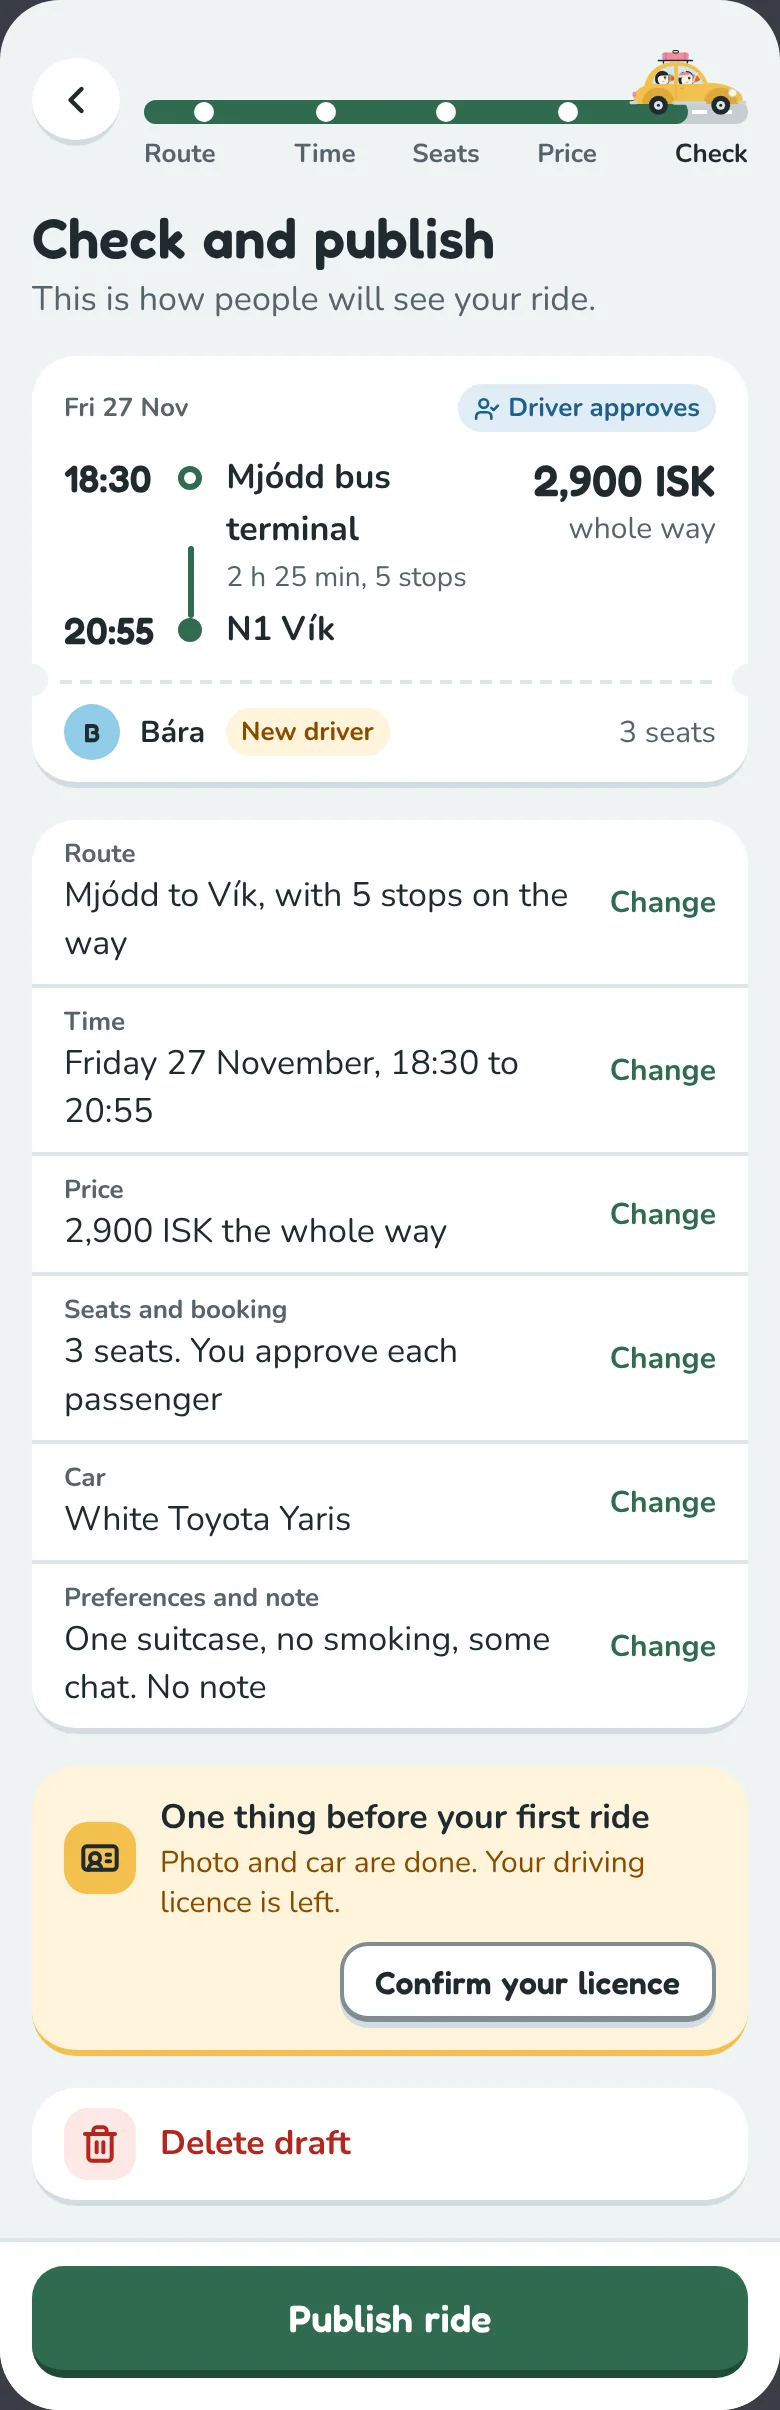 Route
Time
Seats
Price
Check
Check and publish
This is how people will see your ride.
Fri 27 Nov
Driver approves
18:30
Mjódd bus
terminal
2,900 ISK
whole way
2 h 25 min, 5 stops
20:55
N1 Vík
B
Bára
New driver
3 seats
Route
Mjódd to Vík, with 5 stops on the
way
Change
Time
Friday 27 November, 18:30 to
20:55
Change
Price
2,900 ISK the whole way
Change
Seats and booking
3 seats. You approve each
passenger
Change
Car
White Toyota Yaris
Change
Preferences and note
One suitcase, no smoking, some
chat. No note
Change
One thing before your first ride
Photo and car are done. Your driving
licence is left.
Confirm your licence
Delete draft
Publish ride